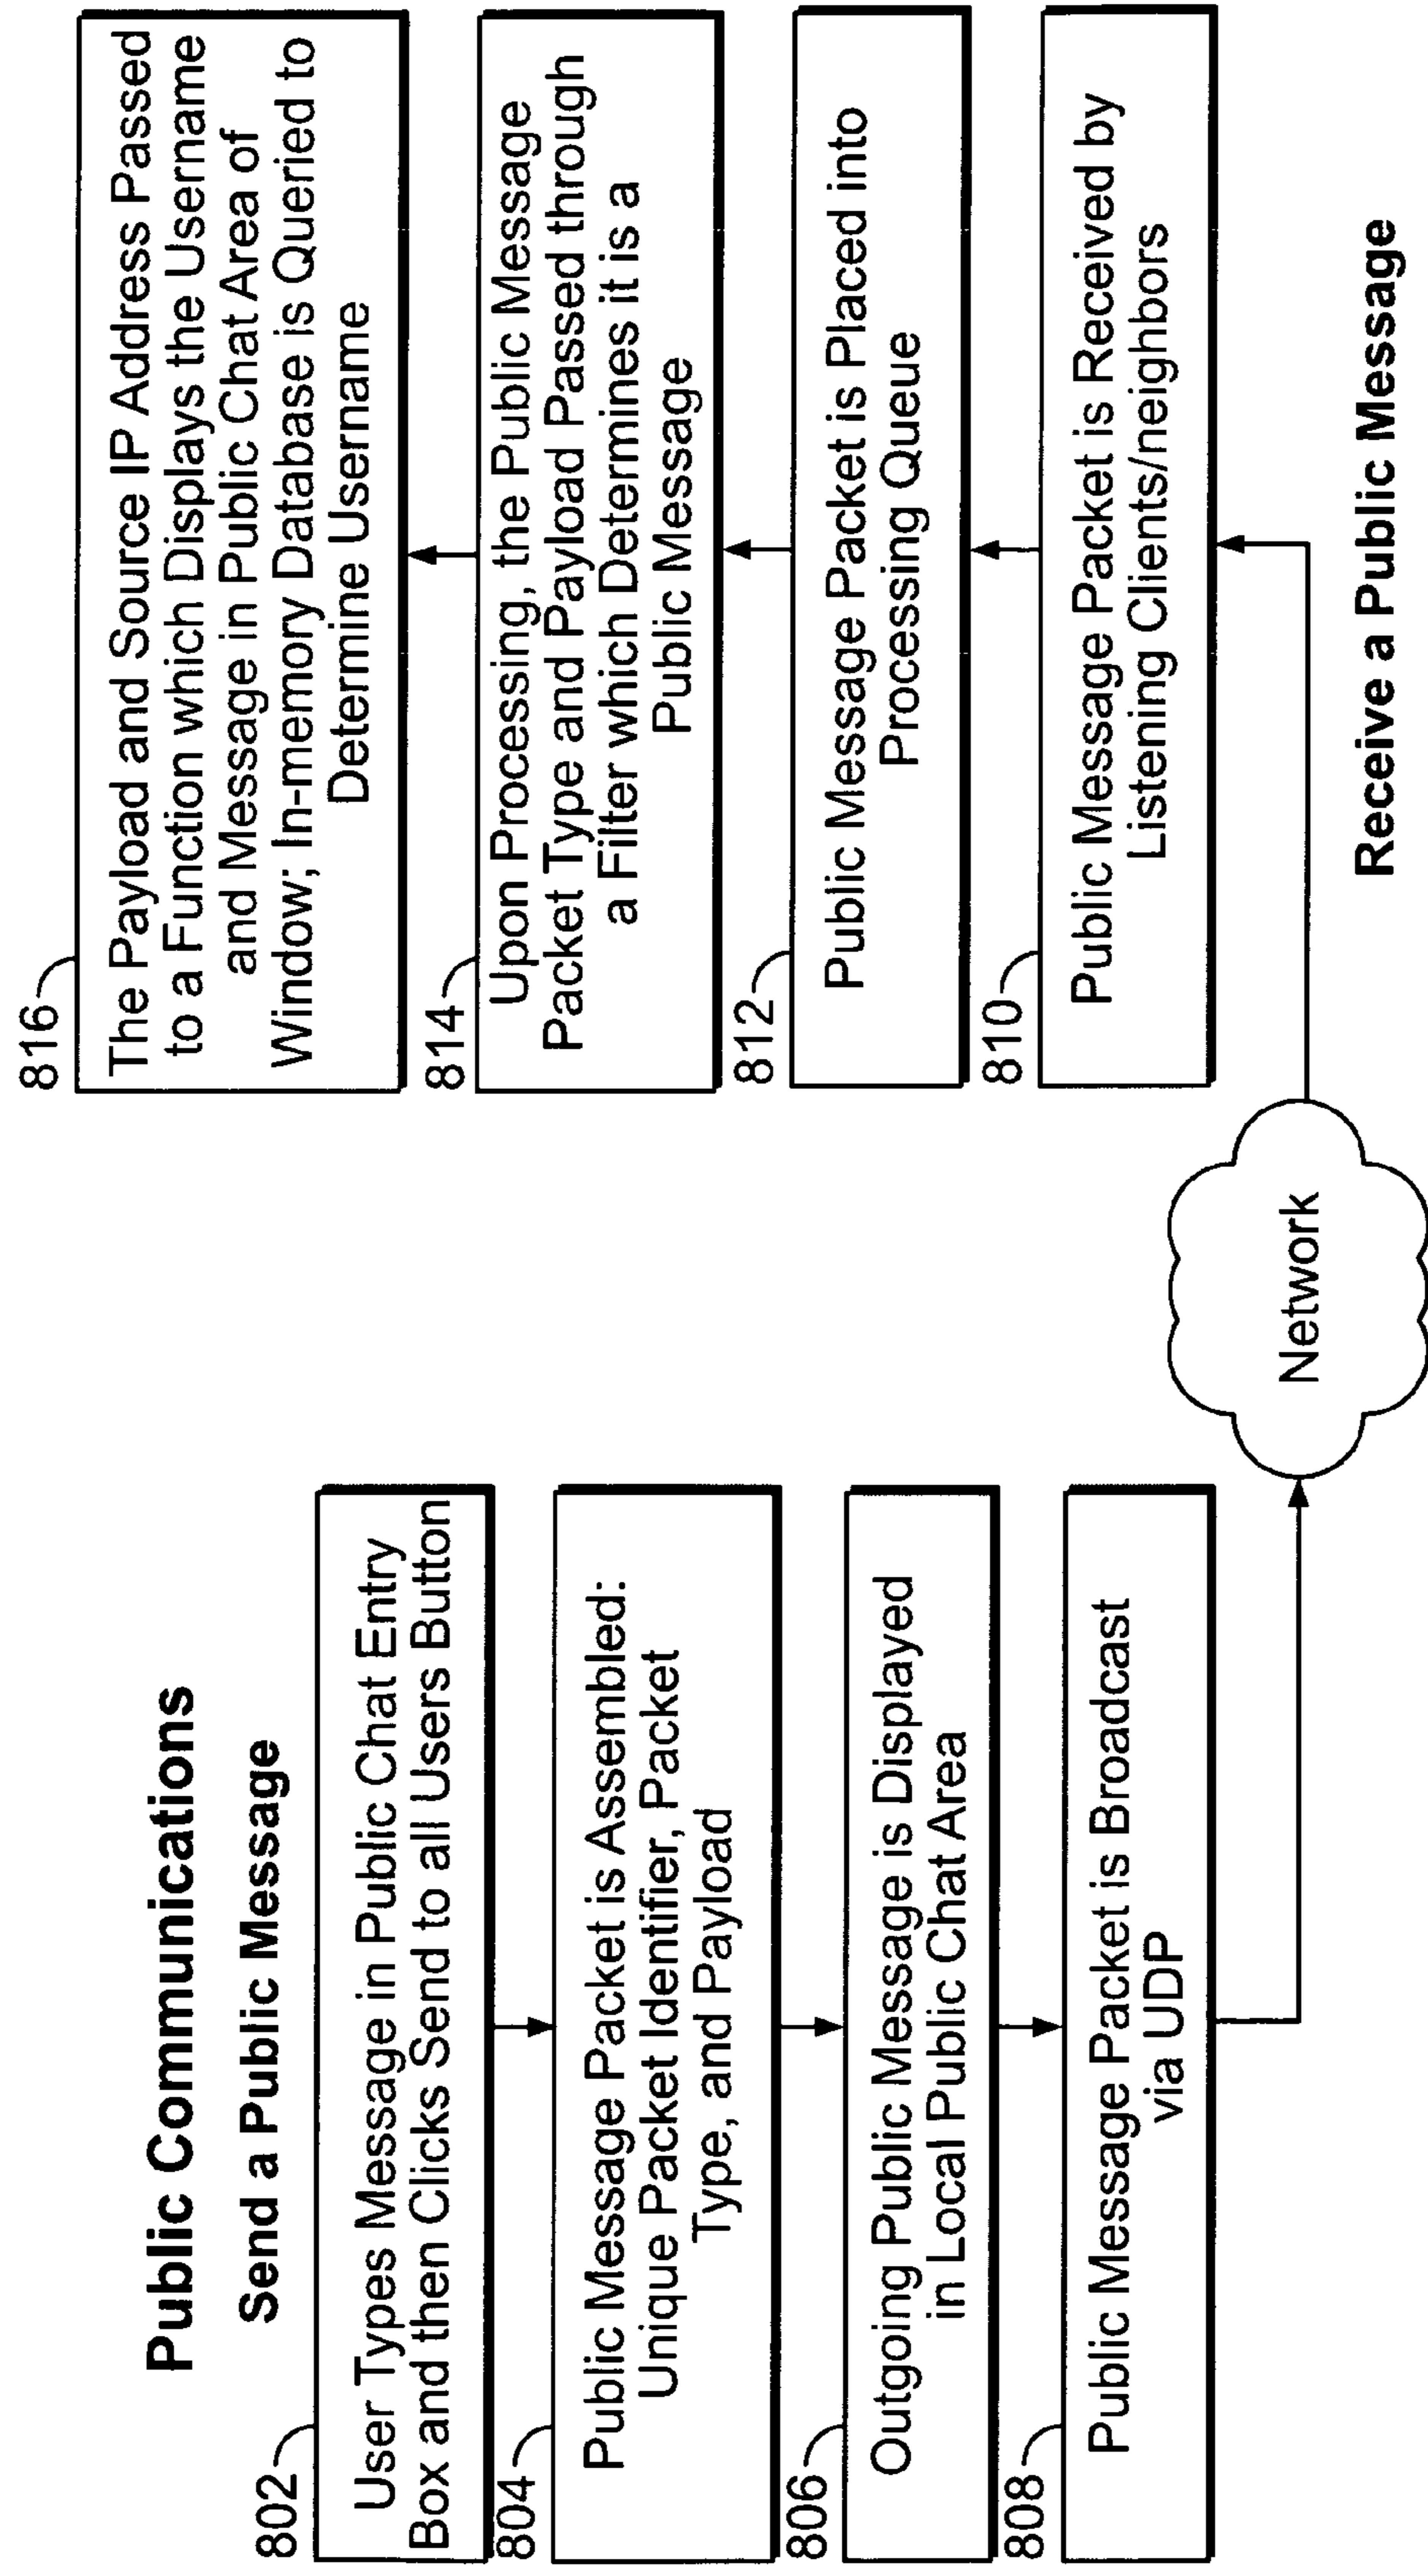 Public Communications
Send a Public Message
802
User Types Message in Public Chat Entry
Box and then Clicks Send to all Users Button
804
Public Message Packet is Assembled:
Unique Packet Identifier, Packet
Type, and Payload
806
Outgoing Public Message is Displayed
in Local Public Chat Area
808
Public Message Packet is Broadcast
via UDP
Network
816
The Payload and Source IP Address Passed
to a Function which Displays the Username
and Message in Public Chat Area of
Window; In-memory Database is Queried to
Determine Username
814
Upon Processing, the Public Message
Packet Type and Payload Passed through
a Filter which Determines it is a
Public Message
812
Public Message Packet is Placed into
Processing Queue
810
Public Message Packet is Received by
Listening Clients/neighbors
Receive a Public Message